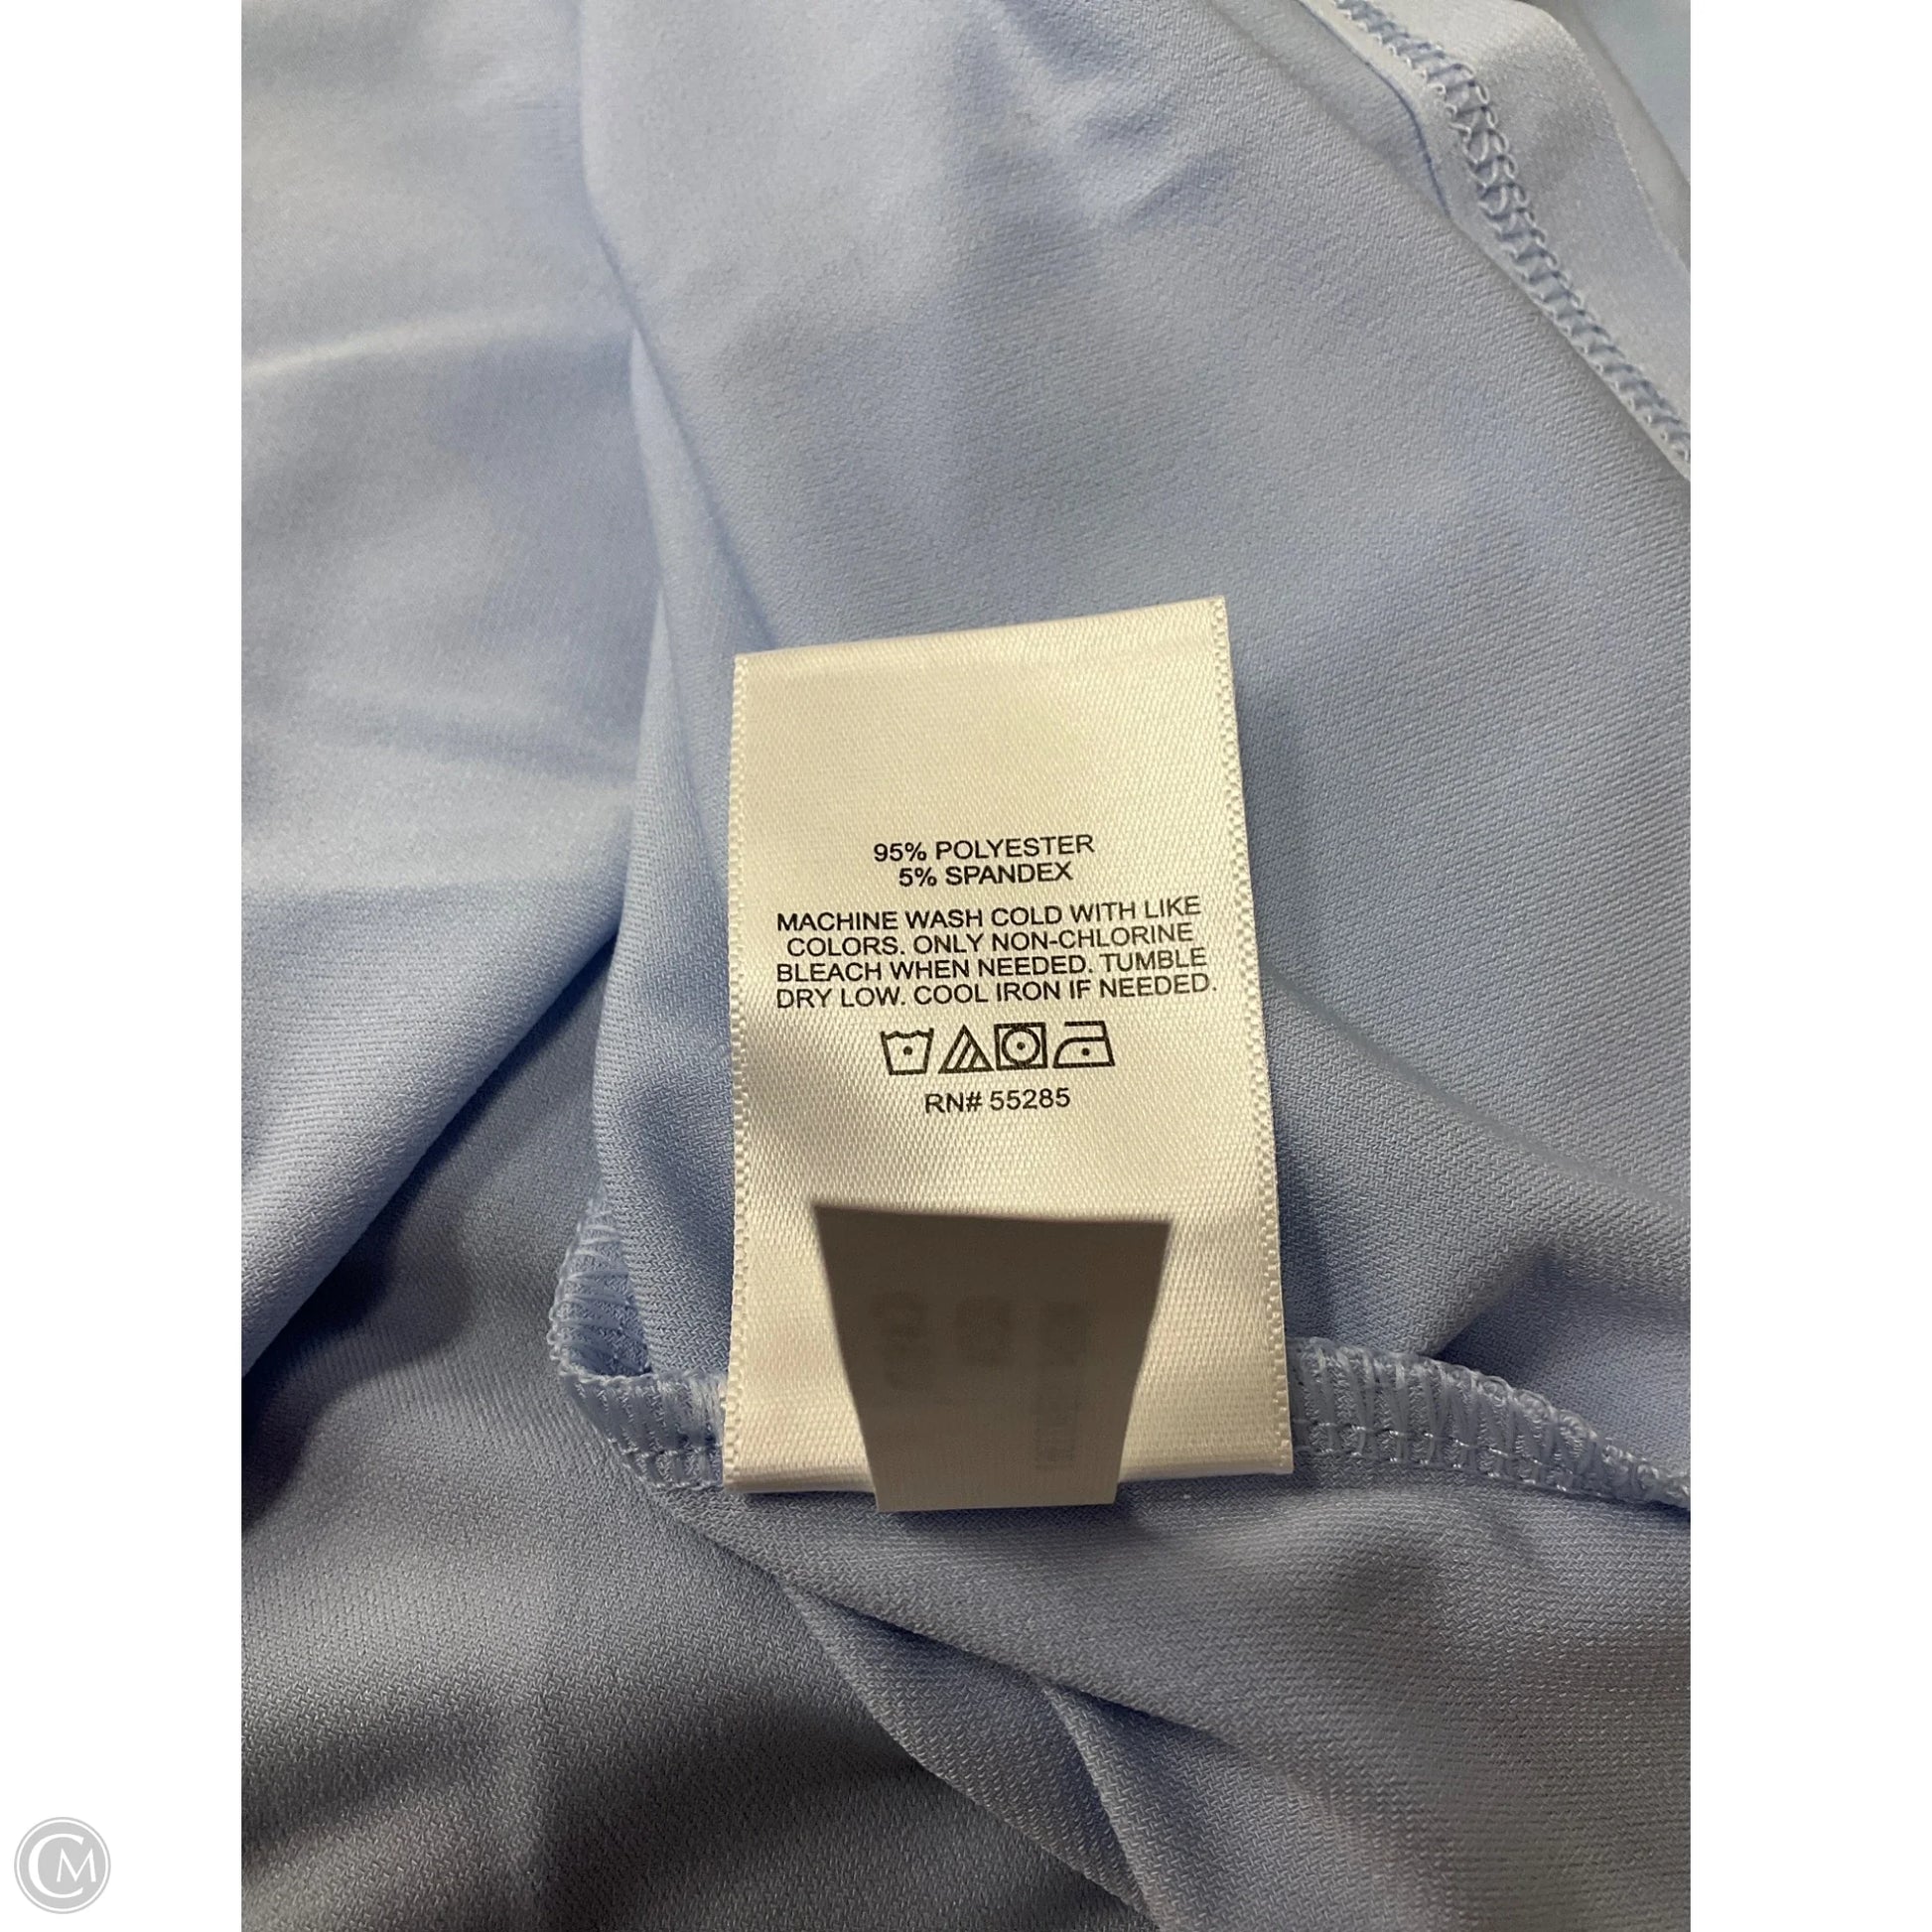 95% POLYESTER
5% SPANDEX
MACHINE WASH COLD WITH LIKE
COLORS. ONLY NON-CHLORINE
BLEACH WHEN NEEDED. TUMBLE
DRY LOW. COOL IRON IF NEEDED.
RN# 55285
CM